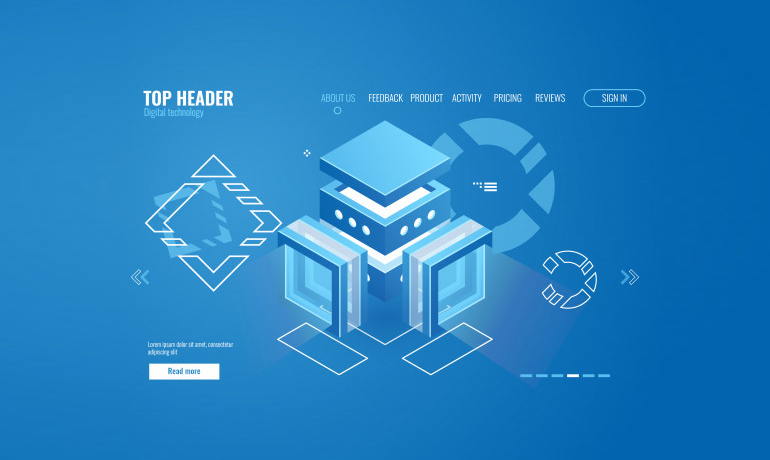 TOP HEADER
Digital technology
ABOUT US FEEDBACK PRODUCT ACTIVITY PRICING REVIEWS SIGN IN
Lorem ipsum dolor sit amet, consectetur
adipiscing elit
Read more